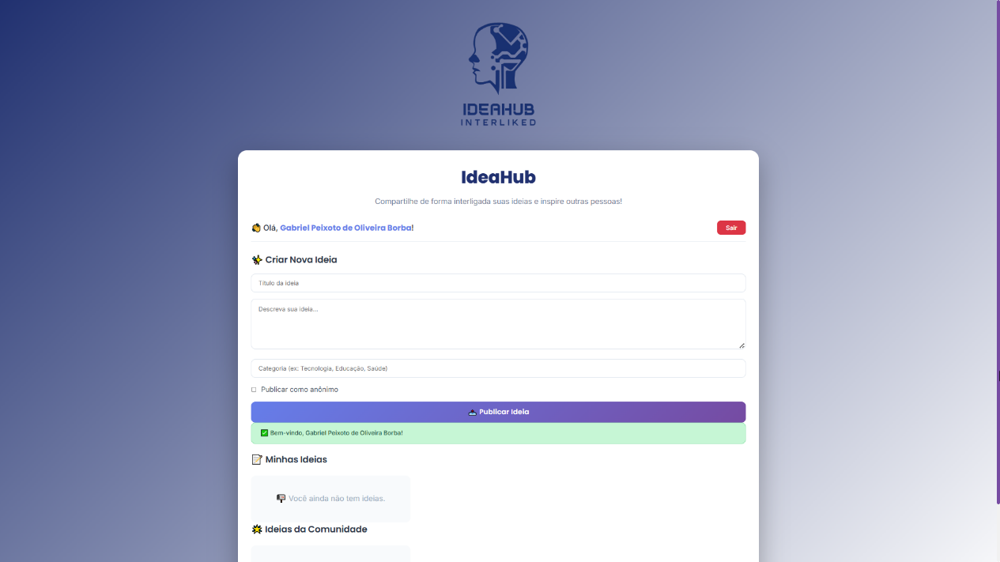 IDEAHUB
INTERLIKED
IdeaHub
Compartilhe de forma interligada suas ideias e inspire outras pessoas!
👏 Olá, Gabriel Peixoto de Oliveira Borba!
Sair
✨ Criar Nova Ideia
Título da ideia
Descreva sua ideia...
Categoria (ex: Tecnologia, Educação, Saúde)
Publicar como anônimo
📤 Publicar Ideia
✅ Bem-vindo, Gabriel Peixoto de Oliveira Borba!
📝 Minhas Ideias
📭 Você ainda não tem ideias.
🌟 Ideias da Comunidade